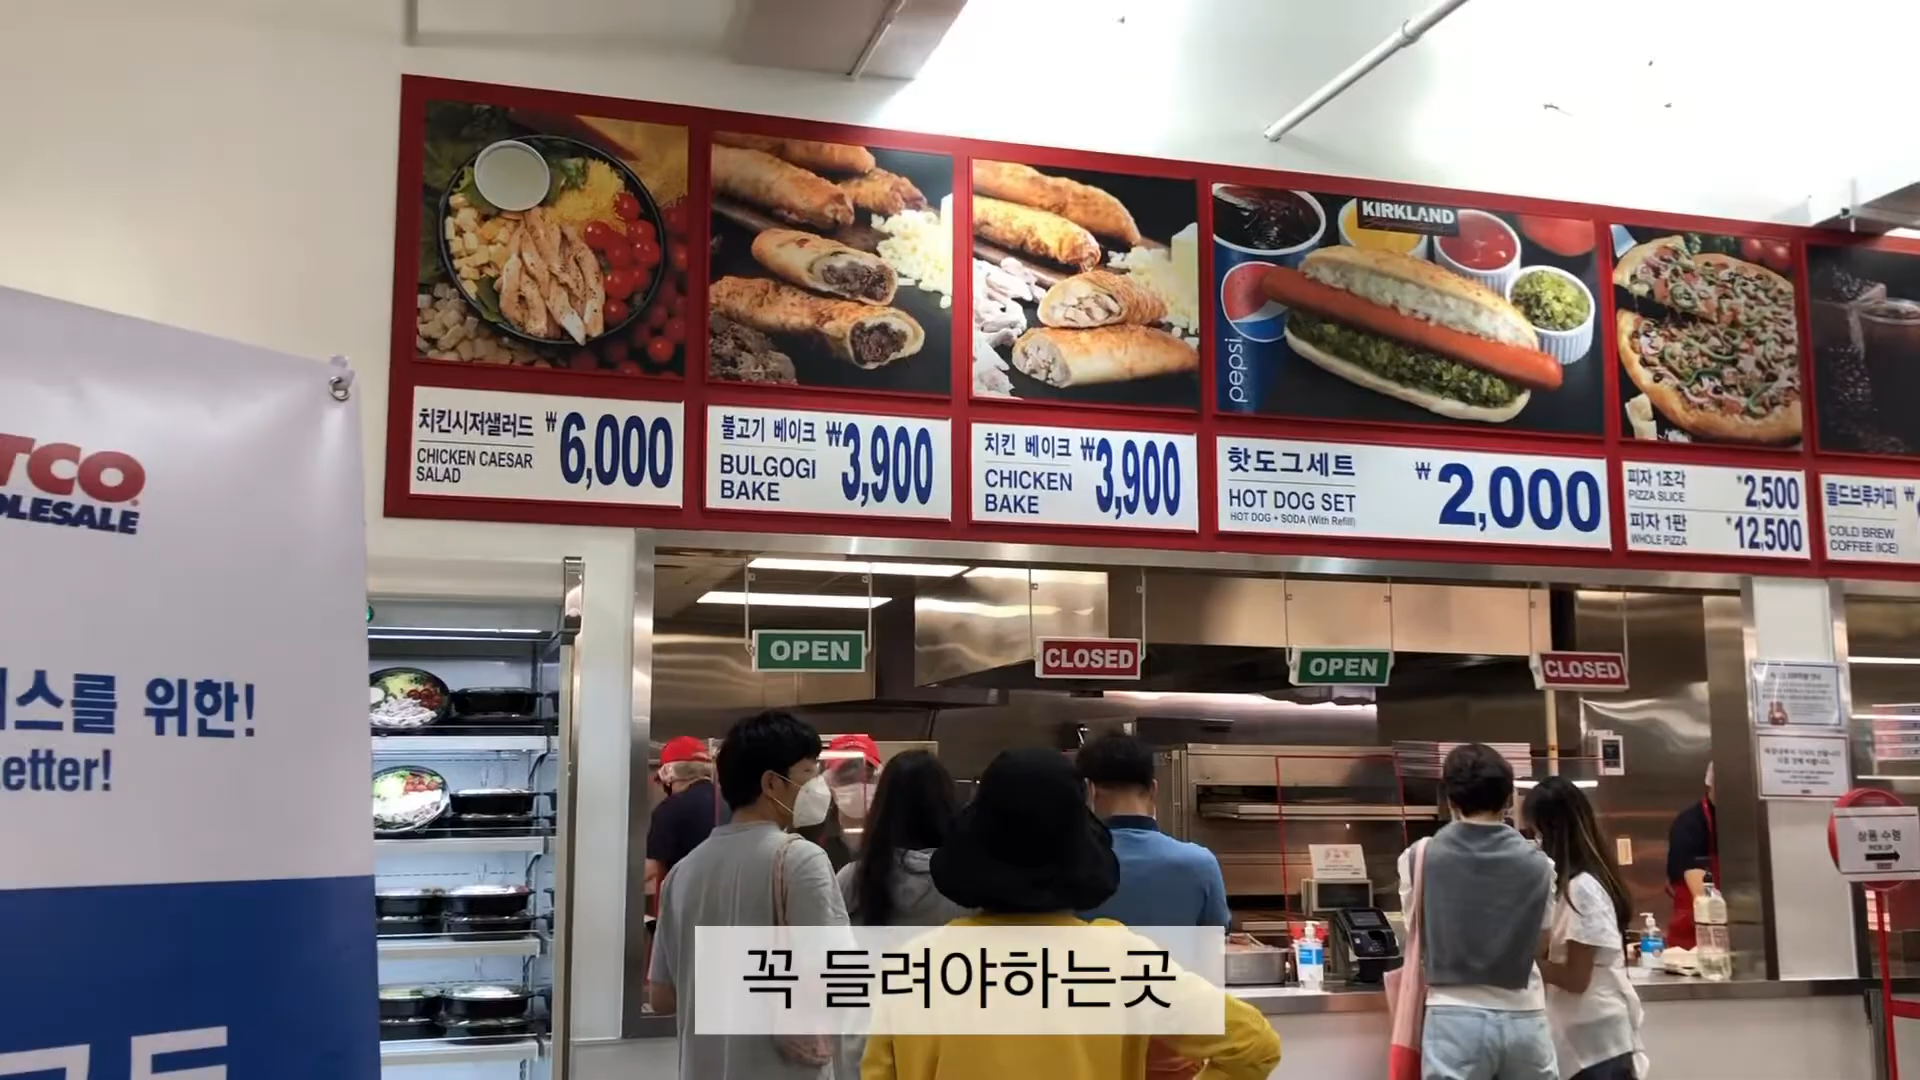 KIRKLAND
pepsi
치킨시저샐러드
CHICKEN CAESAR
SALAD
₩6,000
불고기 베이크
BULGOGI
BAKE
₩3,900
치킨 베이크
CHICKEN
BAKE
₩3,900
핫도그세트
HOT DOG SET
HOT DOG + SODA (With Refill)
₩2,000
피자 1조각
PIZZA SLICE
₩2,500
피자 1판
WHOLE PIZZA
₩12,500
콜드브루커피 ₩
COLD BREW
COFFEE (ICE)
TCO
OLESALE
스를 위한!
etter!
OPEN
CLOSED
OPEN
CLOSED
상품 수령
PICK UP
꼭 들려야하는곳